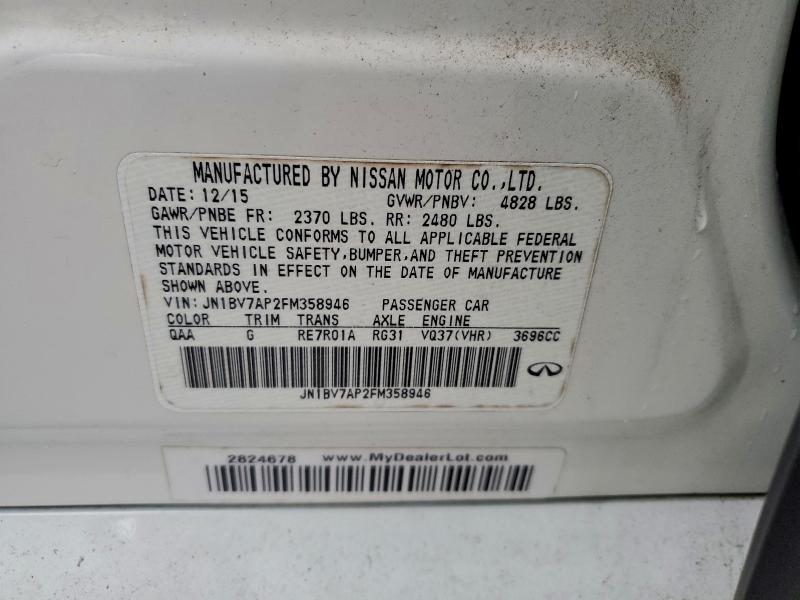 MANUFACTURED BY NISSAN MOTOR CO.,LTD.
DATE: 12/15 GVWR/PNBV: 4828 LBS.
GAWR/PNBE FR: 2370 LBS. RR: 2480 LBS.
THIS VEHICLE CONFORMS TO ALL APPLICABLE FEDERAL
MOTOR VEHICLE SAFETY,BUMPER,AND THEFT PREVENTION
STANDARDS IN EFFECT ON THE DATE OF MANUFACTURE
SHOWN ABOVE.
VIN: JN1BV7AP2FM358946 PASSENGER CAR
COLOR TRIM TRANS AXLE ENGINE
QAA G RE7R01A RG31 VQ37(VHR) 3696CC
JN1BV7AP2FM358946
2824678 www.MyDealerLot.com